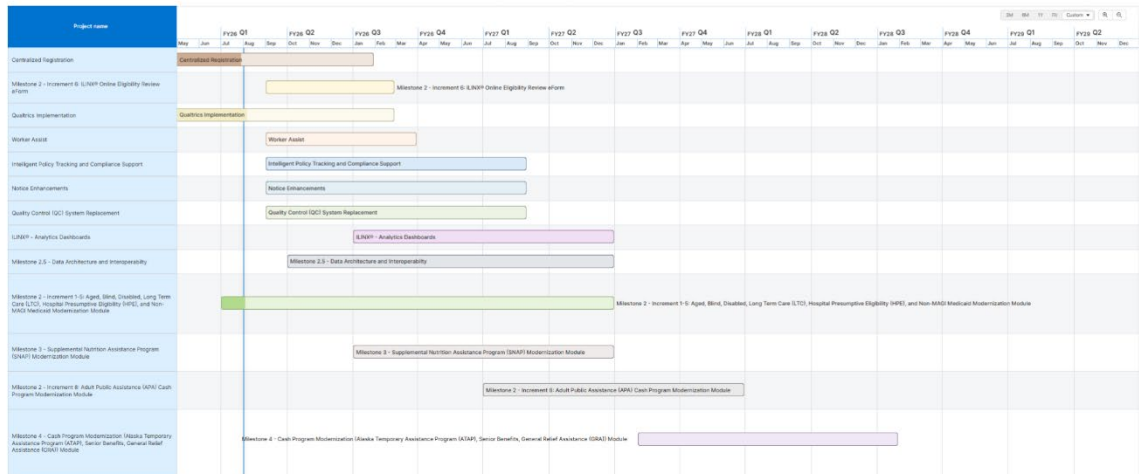 Project name
3M 6M 1Y 1½ Custom
FY26 Q1 FY26 Q2 FY26 Q3 FY26 Q4 FY27 Q1 FY27 Q2 FY27 Q3 FY27 Q4 FY28 Q1 FY28 Q2 FY28 Q3 FY28 Q4 FY29 Q1 FY29 Q2
May Jun Jul Aug Sep Oct Nov Dec Jan Feb Mar Apr May Jun Jul Aug Sep Oct Nov Dec Jan Feb Mar Apr May Jun Jul Aug Sep Oct Nov Dec Jan Feb Mar Apr May Jun Jul Aug Sep Oct Nov Dec
Centralized Registration
Centralized Registration
Milestone 2 - Increment 6: ILINX® Online Eligibility Review
eForm
Milestone 2 - Increment 6: ILINX® Online Eligibility Review eForm
Qualtrics Implementation
Qualtrics Implementation
Worker Assist
Worker Assist
Intelligent Policy Tracking and Compliance Support
Intelligent Policy Tracking and Compliance Support
Notice Enhancements
Notice Enhancements
Quality Control (QC) System Replacement
Quality Control (QC) System Replacement
ILINX® - Analytics Dashboards
ILINX® - Analytics Dashboards
Milestone 2.5 - Data Architecture and Interoperability
Milestone 2.5 - Data Architecture and Interoperability
Milestone 2 - Increment 1-5: Aged, Blind, Disabled, Long Term
Care (LTC), Hospital Presumptive Eligibility (HPE), and Non-
MAGI Medicaid Modernization Module
Milestone 2 - Increment 1-5: Aged, Blind, Disabled, Long Term Care (LTC), Hospital Presumptive Eligibility (HPE), and Non-MAGI Medicaid Modernization Module
Milestone 3 - Supplemental Nutrition Assistance Program
(SNAP) Modernization Module
Milestone 3 - Supplemental Nutrition Assistance Program (SNAP) Modernization Module
Milestone 2 - Increment 6: Adult Public Assistance (APA) Cash
Program Modernization Module
Milestone 2 - Increment 6: Adult Public Assistance (APA) Cash Program Modernization Module
Milestone 4 - Cash Program Modernization (Alaska Temporary
Assistance Program (ATAP), Senior Benefits, General Relief
Assistance (GRA)) Module
Milestone 4 - Cash Program Modernization (Alaska Temporary Assistance Program (ATAP), Senior Benefits, General Relief Assistance (GRA)) Module